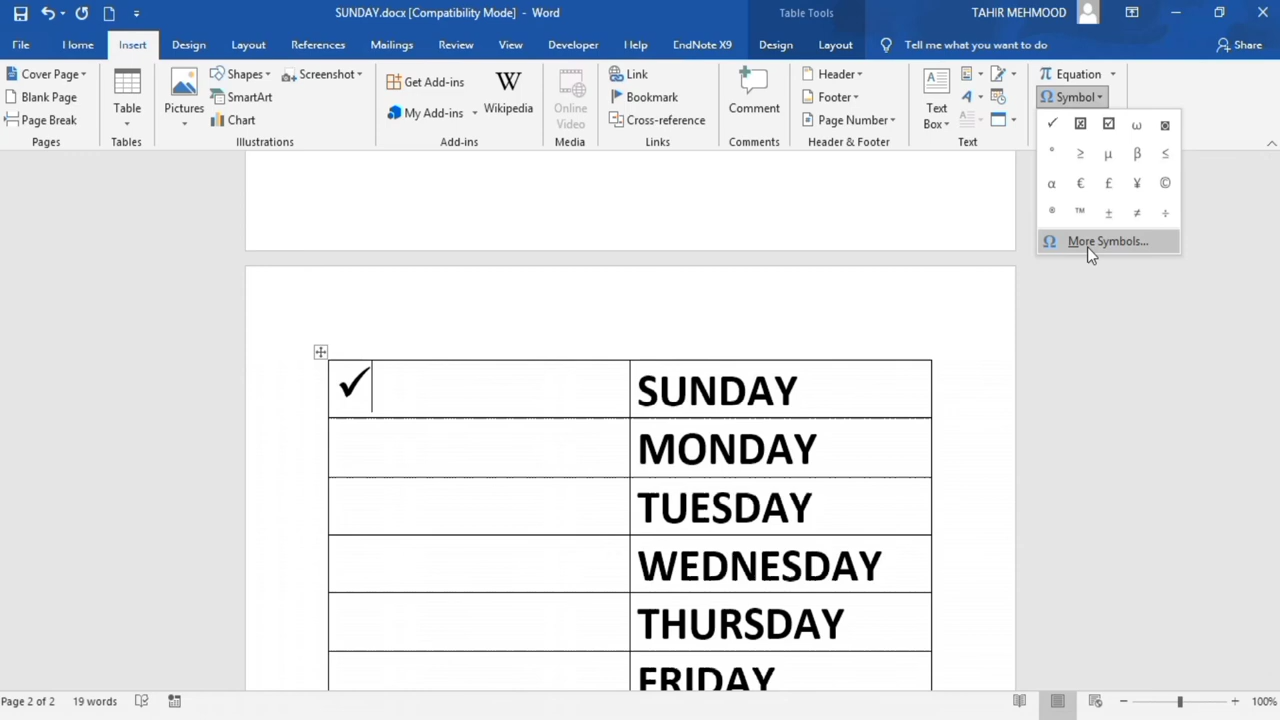 SUNDAY.docx [Compatibility Mode] - Word
Table Tools
TAHIR MEHMOOD
File Home Insert Design Layout References Mailings Review View Developer Help EndNote X9 Design Layout Tell me what you want to do Share
Cover Page
Blank Page
Page Break
Pages
Table
Tables
Pictures
Shapes
SmartArt
Chart
Screenshot
Illustrations
Get Add-ins
My Add-ins
W
Wikipedia
Add-ins
Online
Video
Media
Link
Bookmark
Cross-reference
Links
Comment
Comments
Header
Footer
Page Number
Header & Footer
A
Text
Box
A
Text
π Equation
Ω Symbol
✓ ☒ ☑ ω ◙
° ≥ µ β ≤
α € £ ¥ ©
® ™ ± ≠ ÷
Ω More Symbols...
✓ SUNDAY
MONDAY
TUESDAY
WEDNESDAY
THURSDAY
FRIDAY
Page 2 of 2 19 words
− + 100%